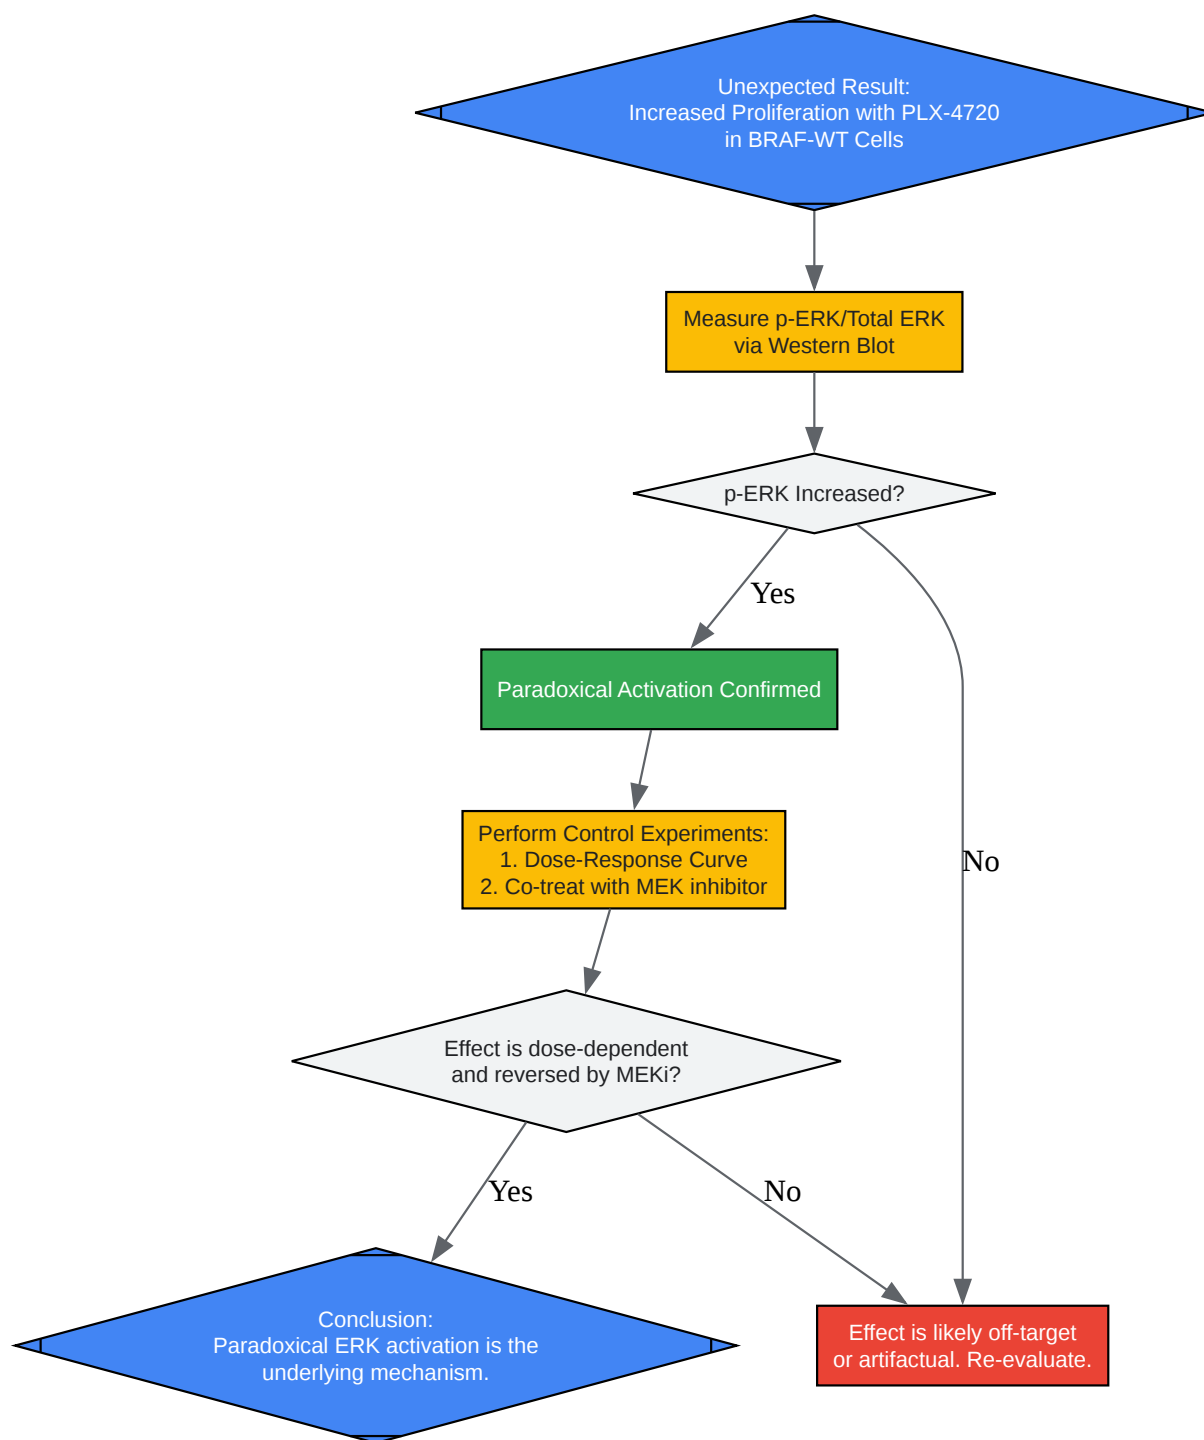 Unexpected Result:
Increased Proliferation with PLX-4720
in BRAF-WT Cells
Measure p-ERK/Total ERK
via Western Blot
p-ERK Increased?
Yes
Paradoxical Activation Confirmed
No
Perform Control Experiments:
1. Dose-Response Curve
2. Co-treat with MEK inhibitor
Effect is dose-dependent
and reversed by MEKi?
Yes
No
Conclusion:
Paradoxical ERK activation is the
underlying mechanism.
Effect is likely off-target
or artifactual. Re-evaluate.